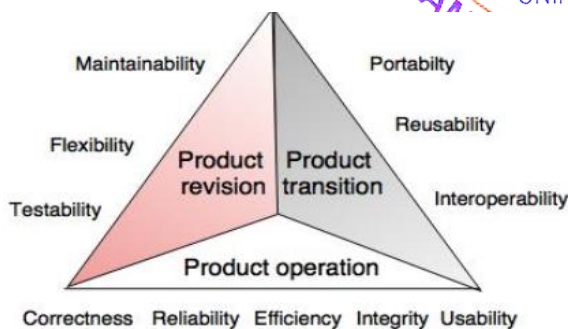 Maintainability
Portabilty
Flexibility
Reusability
Product revision
Product transition
Testability
Interoperability
Product operation
Correctness Reliability Efficiency Integrity Usability